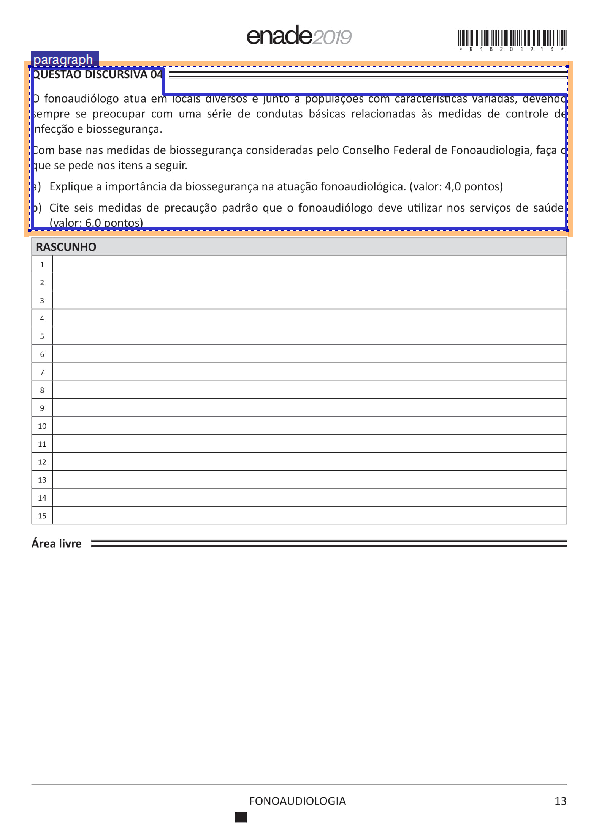 enade2019
paragraph
QUESTÃO DISCURSIVA 04
O fonoaudiólogo atua em locais diversos e junto a populações com características variadas, devendo
sempre se preocupar com uma série de condutas básicas relacionadas às medidas de controle de
infecção e biossegurança.
Com base nas medidas de biossegurança consideradas pelo Conselho Federal de Fonoaudiologia, faça o
que se pede nos itens a seguir.
a) Explique a importância da biossegurança na atuação fonoaudiológica. (valor: 4,0 pontos)
b) Cite seis medidas de precaução padrão que o fonoaudiólogo deve utilizar nos serviços de saúde.
(valor: 6,0 pontos)
RASCUNHO
1
2
3
4
5
6
7
8
9
10
11
12
13
14
15
Área livre
FONOAUDIOLOGIA
13